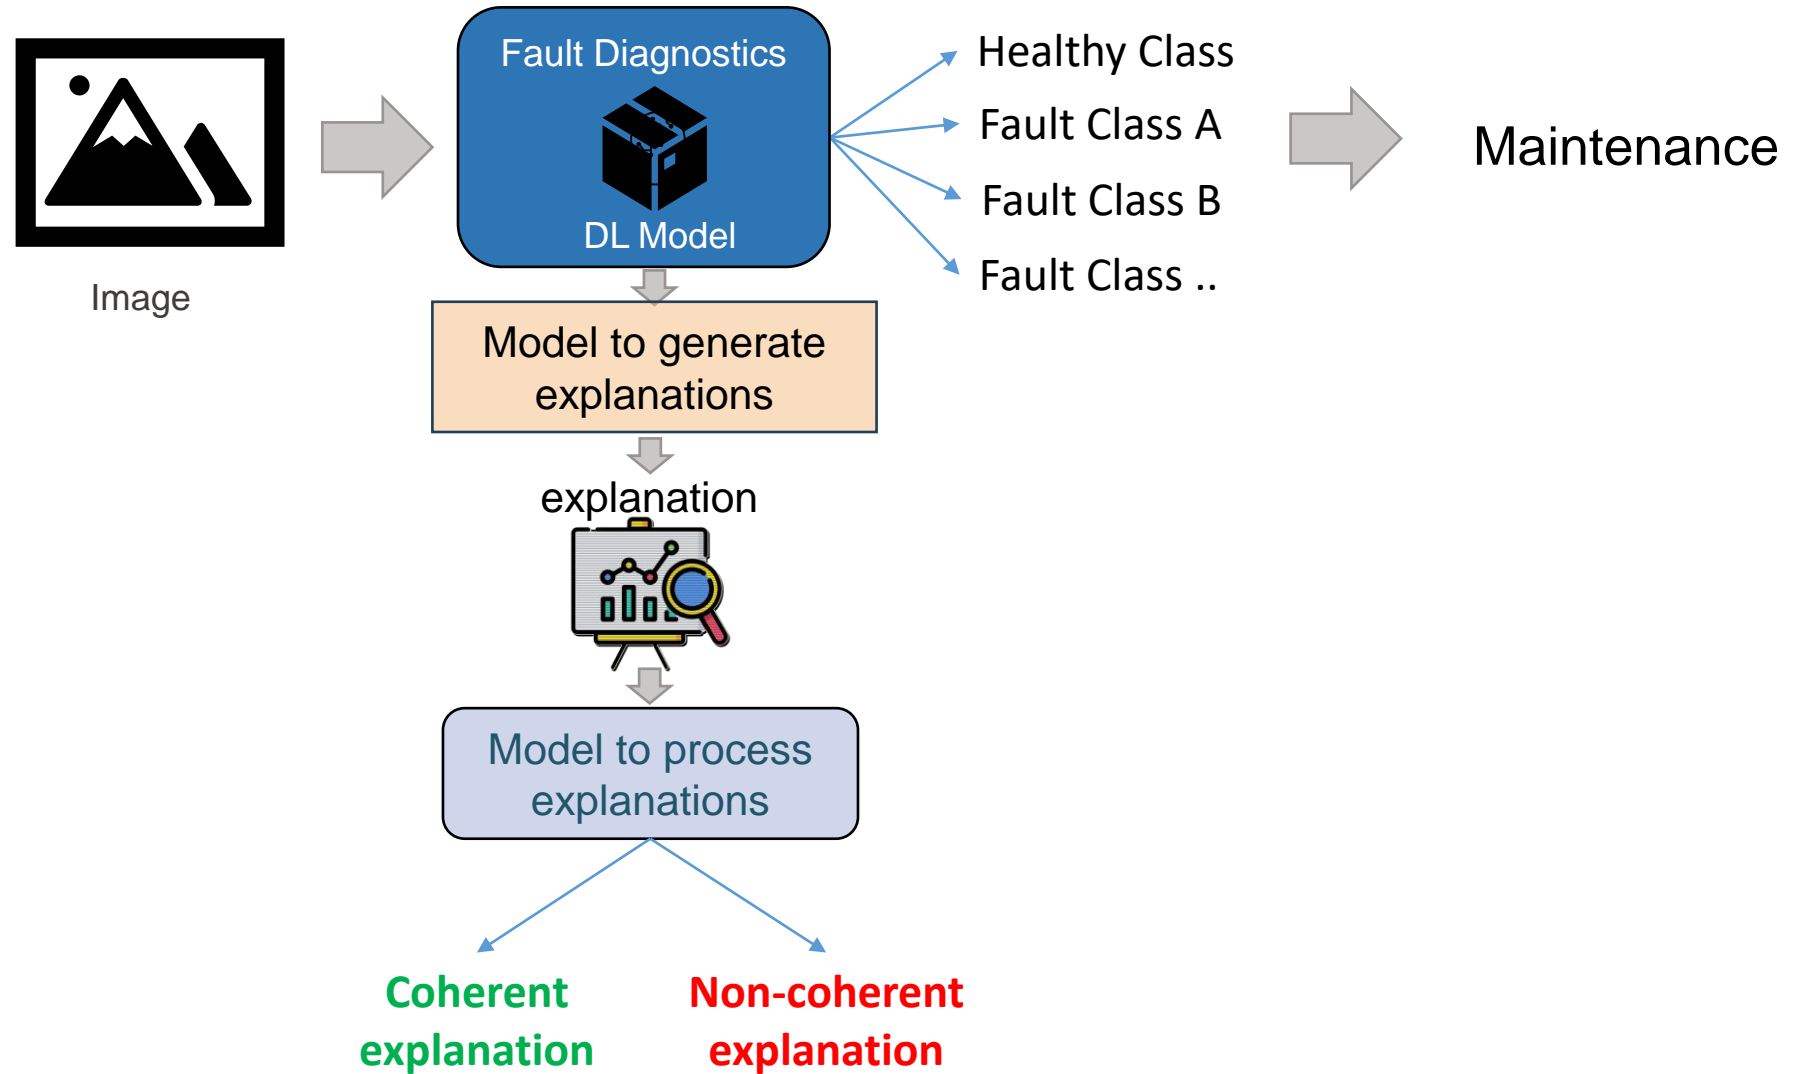 Image
Fault Diagnostics
DL Model
Healthy Class
Fault Class A
Fault Class B
Fault Class ..
Maintenance
Model to generate
explanations
explanation
Model to process
explanations
Coherent
explanation
Non-coherent
explanation